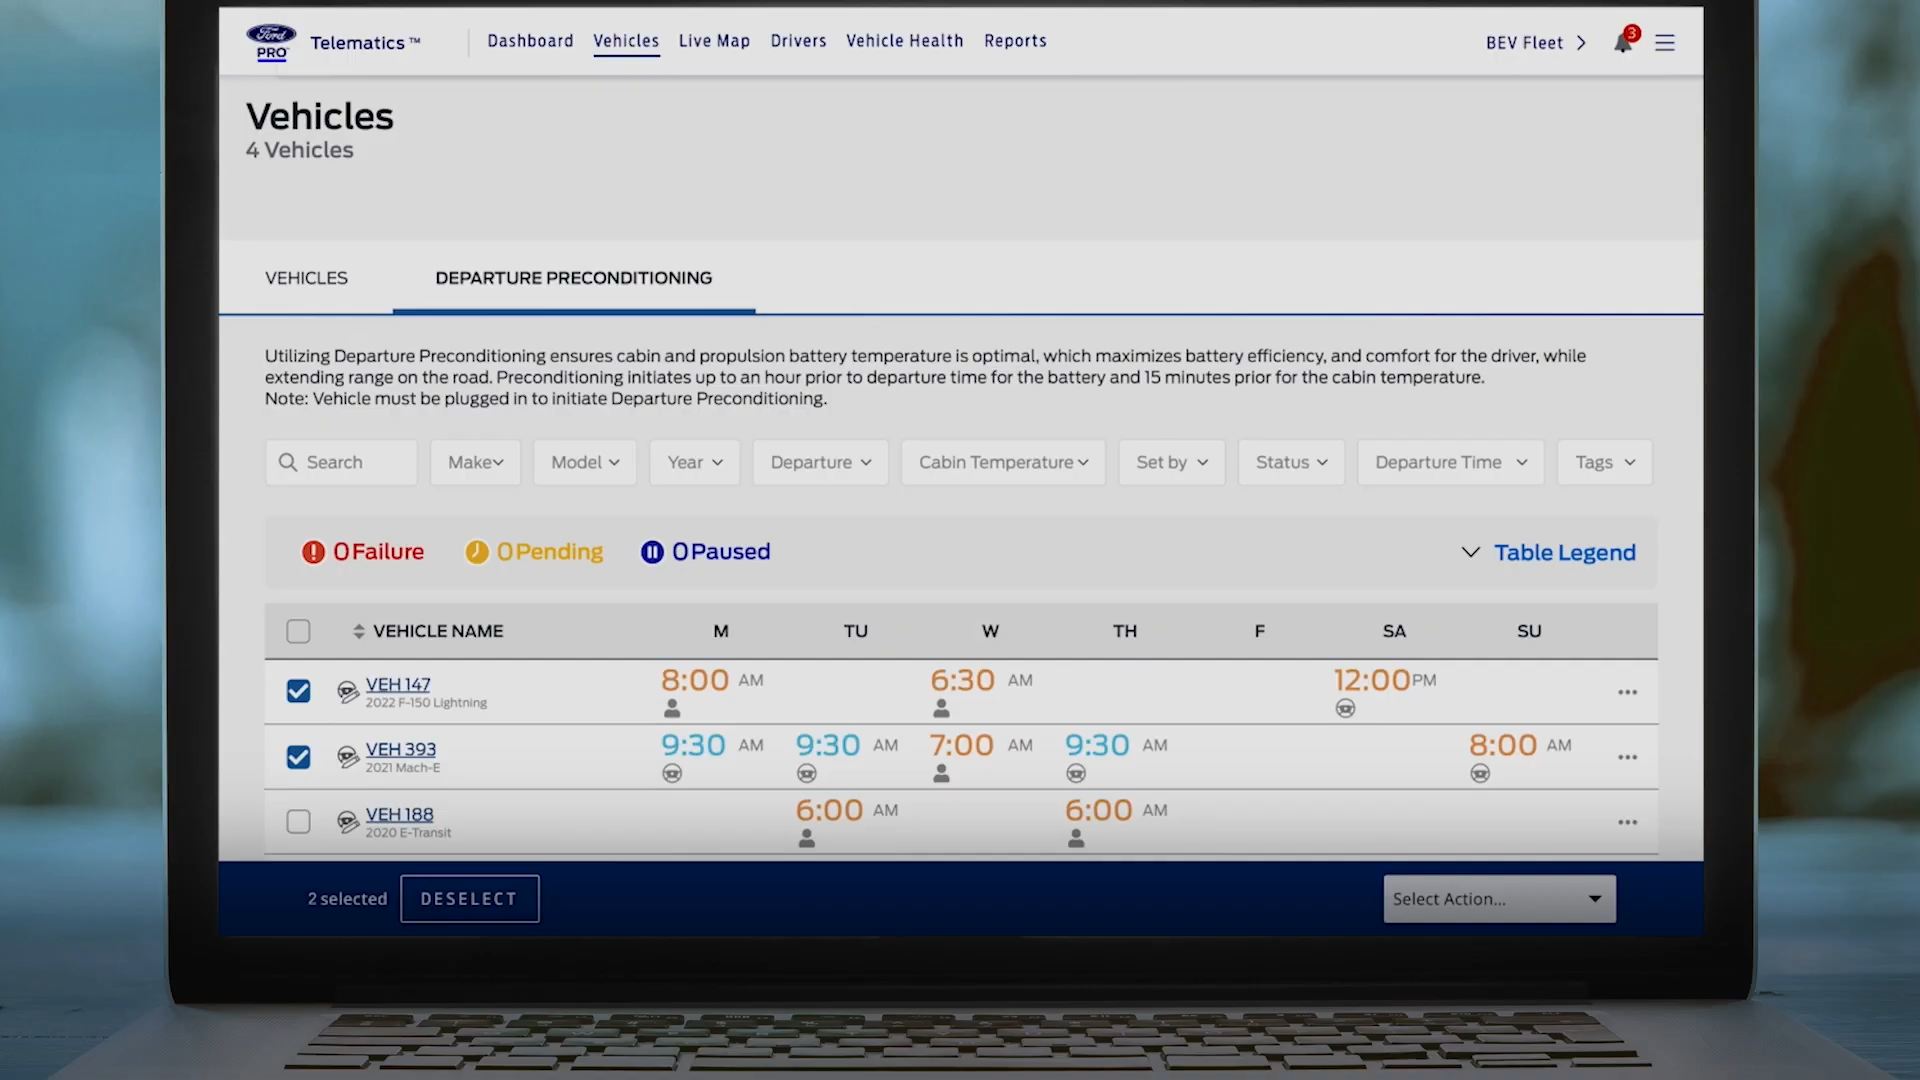 Ford
PRO
Telematics™
Dashboard Vehicles Live Map Drivers Vehicle Health Reports
BEV Fleet
3
Vehicles
4 Vehicles
VEHICLES DEPARTURE PRECONDITIONING
Utilizing Departure Preconditioning ensures cabin and propulsion battery temperature is optimal, which maximizes battery efficiency, and comfort for the driver, while
extending range on the road. Preconditioning initiates up to an hour prior to departure time for the battery and 15 minutes prior for the cabin temperature.
Note: Vehicle must be plugged in to initiate Departure Preconditioning.
Search Make Model Year Departure Cabin Temperature Set by Status Departure Time Tags
0 Failure 0 Pending 0 Paused Table Legend
VEHICLE NAME M TU W TH F SA SU
VEH 147 8:00 AM 6:30 AM 12:00 PM
2022 F-150 Lightning
VEH 393 9:30 AM 9:30 AM 7:00 AM 9:30 AM 8:00 AM
2021 Mach-E
VEH 188 6:00 AM 6:00 AM
2020 E-Transit
2 selected DESELECT Select Action...